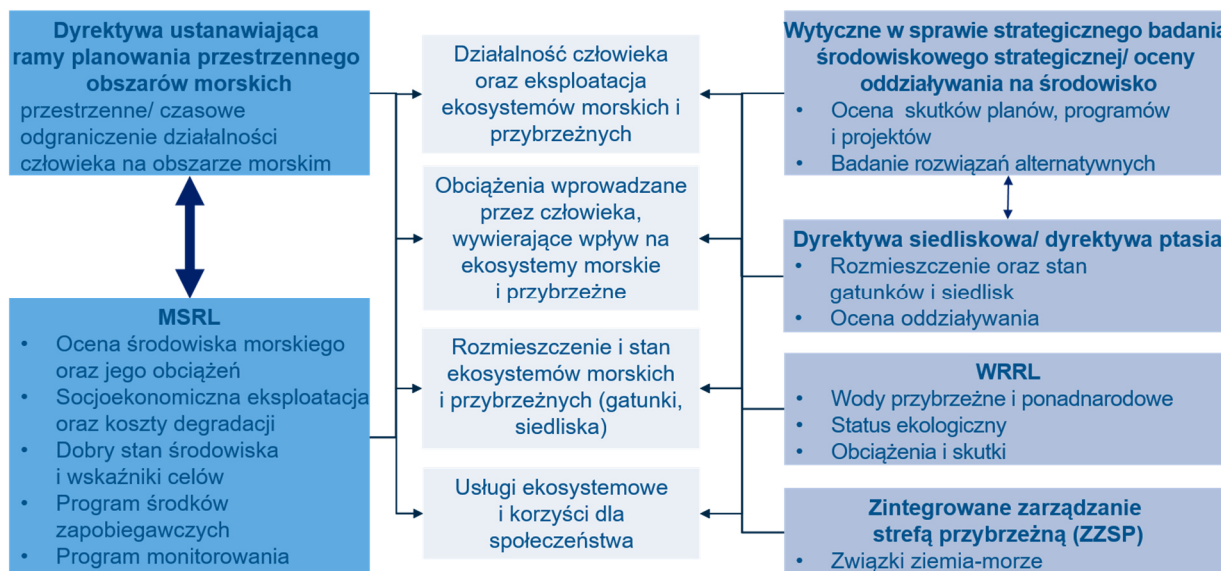 Dyrektywa ustanawiająca
ramy planowania przestrzennego
obszarów morskich
przestrzenne/ czasowe
odgraniczenie działalności
człowieka na obszarze morskim
MSRL
• Ocena środowiska morskiego
oraz jego obciążeń
• Socjoekonomiczna eksploatacja
oraz koszty degradacji
• Dobry stan środowiska
i wskaźniki celów
• Program środków
zapobiegawczych
• Program monitorowania
Działalność człowieka
oraz eksploatacja
ekosystemów morskich i
przybrzeżnych
Obciążenia wprowadzane
przez człowieka,
wywierające wpływ na
ekosystemy morskie
i przybrzeżne
Rozmieszczenie i stan
ekosystemów morskich
i przybrzeżnych (gatunki,
siedliska)
Usługi ekosystemowe
i korzyści dla
społeczeństwa
Wytyczne w sprawie strategicznego badania
środowiskowego strategicznej/ oceny
oddziaływania na środowisko
• Ocena skutków planów, programów
i projektów
• Badanie rozwiązań alternatywnych
Dyrektywa siedliskowa/ dyrektywa ptasia
• Rozmieszczenie oraz stan
gatunków i siedlisk
• Ocena oddziaływania
WRRL
• Wody przybrzeżne i ponadnarodowe
• Status ekologiczny
• Obciążenia i skutki
Zintegrowane zarządzanie
strefą przybrzeżną (ZZSP)
• Związki ziemia-morze